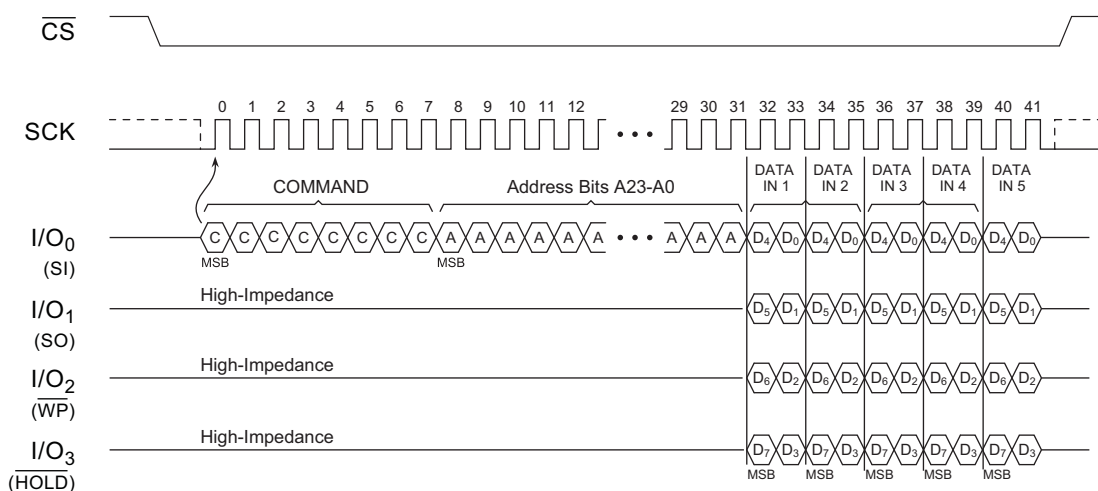 CS
0 1 2 3 4 5 6 7 8 9 10 11 12 29 30 31 32 33 34 35 36 37 38 39 40 41
SCK
• • •
COMMAND
Address Bits A23-A0
DATA IN 1
DATA IN 2
DATA IN 3
DATA IN 4
DATA IN 5
I/O0
(SI)
C C C C C C C C A A A A A A • • • A A A D4 D0 D4 D0 D4 D0 D4 D0 D4 D0
MSB MSB
High-Impedance
I/O1
(SO)
D5 D1 D5 D1 D5 D1 D5 D1 D5 D1
High-Impedance
I/O2
(WP)
D6 D2 D6 D2 D6 D2 D6 D2 D6 D2
High-Impedance
I/O3
(HOLD)
D7 D3 D7 D3 D7 D3 D7 D3 D7 D3
MSB MSB MSB MSB MSB